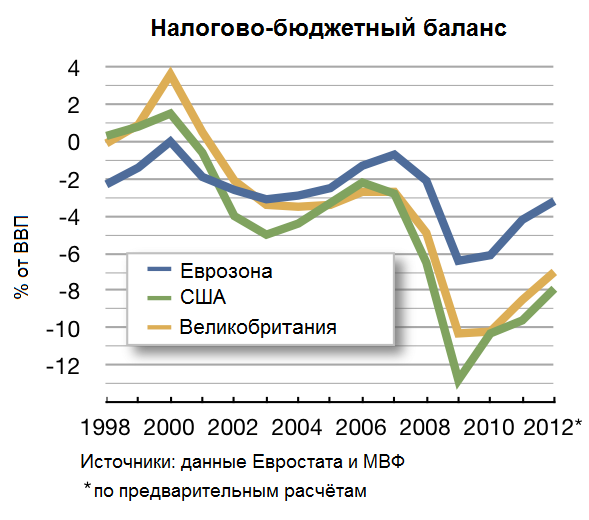 Налогово-бюджетный баланс
% от ВВП
4
2
0
-2
-4
-6
-8
-10
-12
Еврозона
США
Великобритания
1998 2000 2002 2004 2006 2008 2010 2012*
Источники: данные Евростата и МВФ
*по предварительным расчётам